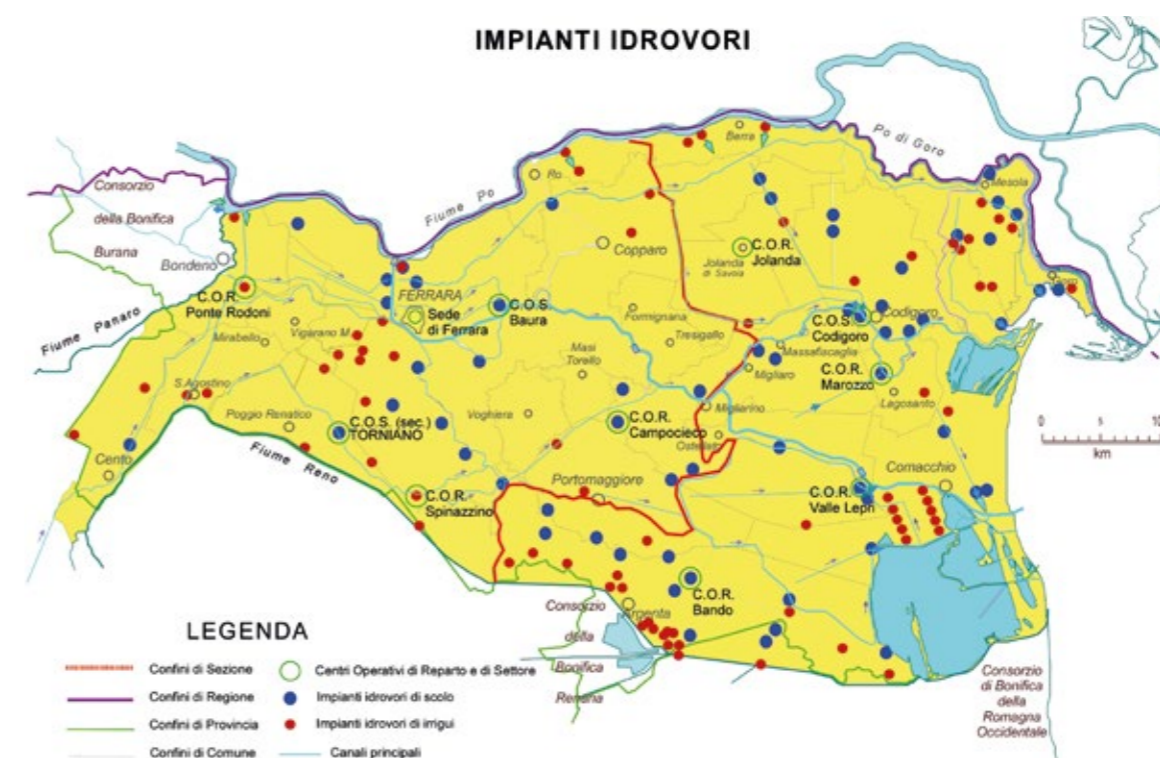 IMPIANTI IDROVORI
Po di Goro
Berra
Mesola
Consorzio
della Bonifica
Burana
Ro
Fiume Po
Bondeno
Copparo
C.O.R.
Jolanda
Jolanda
di Savoia
C.O.R.
Ponte Rodoni
FERRARA
Sede
di Ferrara
C.O.S.
Baura
Formignana
Tresigallo
C.O.S.
Codigoro
Codigoro
Fiume Panaro
Mirabello
Vigarano M.
Masi
Torello
Massafiscaglia
Migliaro
C.O.R.
Marozzo
Lagosanto
S.Agostino
Poggio Renatico
C.O.S. (sec.)
TORNIANO
Voghiera
C.O.R.
Campocieco
Migliarino
Ostellato
0
5
10
km
Cento
Fiume Reno
Portomaggiore
Comacchio
C.O.R.
Spinazzino
C.O.R.
Valle Lepri
C.O.R.
Bando
Argenta
Consorzio
della
Bonifica
Renana
Consorzio
di Bonifica
della
Romagna
Occidentale
LEGENDA
Confini di Sezione
Centri Operativi di Reparto e di Settore
Confini di Regione
Impianti idrovori di scolo
Confini di Provincia
Impianti idrovori di irrigui
Confini di Comune
Canali principali